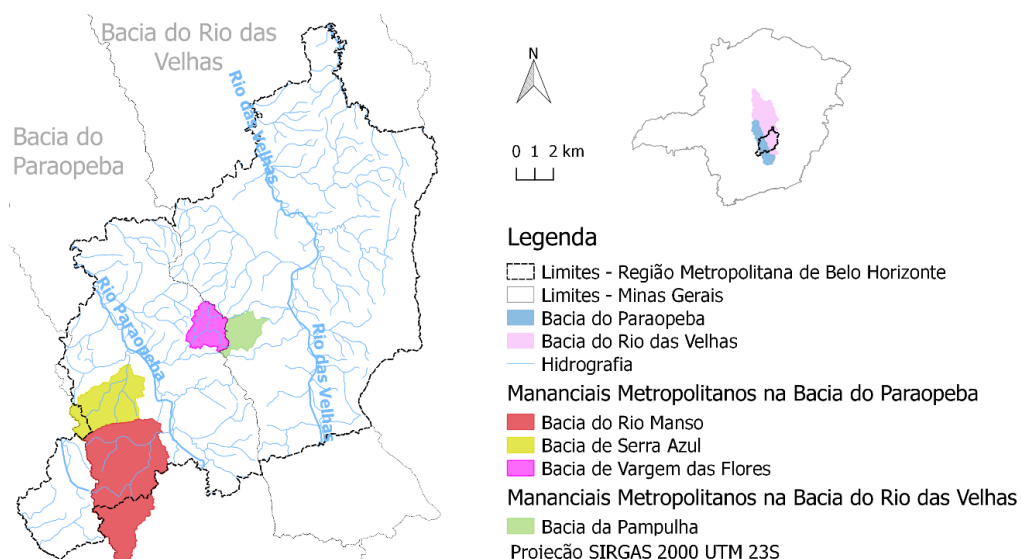 Bacia do Rio das
Velhas
Bacia do
Paraopeba
Rio das Velhas
Rio Paraopeba
Rio das Velhas
N
0 1 2 km
Legenda
Limites - Região Metropolitana de Belo Horizonte
Limites - Minas Gerais
Bacia do Paraopeba
Bacia do Rio das Velhas
Hidrografia
Mananciais Metropolitanos na Bacia do Paraopeba
Bacia do Rio Manso
Bacia de Serra Azul
Bacia de Vargem das Flores
Mananciais Metropolitanos na Bacia do Rio das Velhas
Bacia da Pampulha
Projeção SIRGAS 2000 UTM 23S